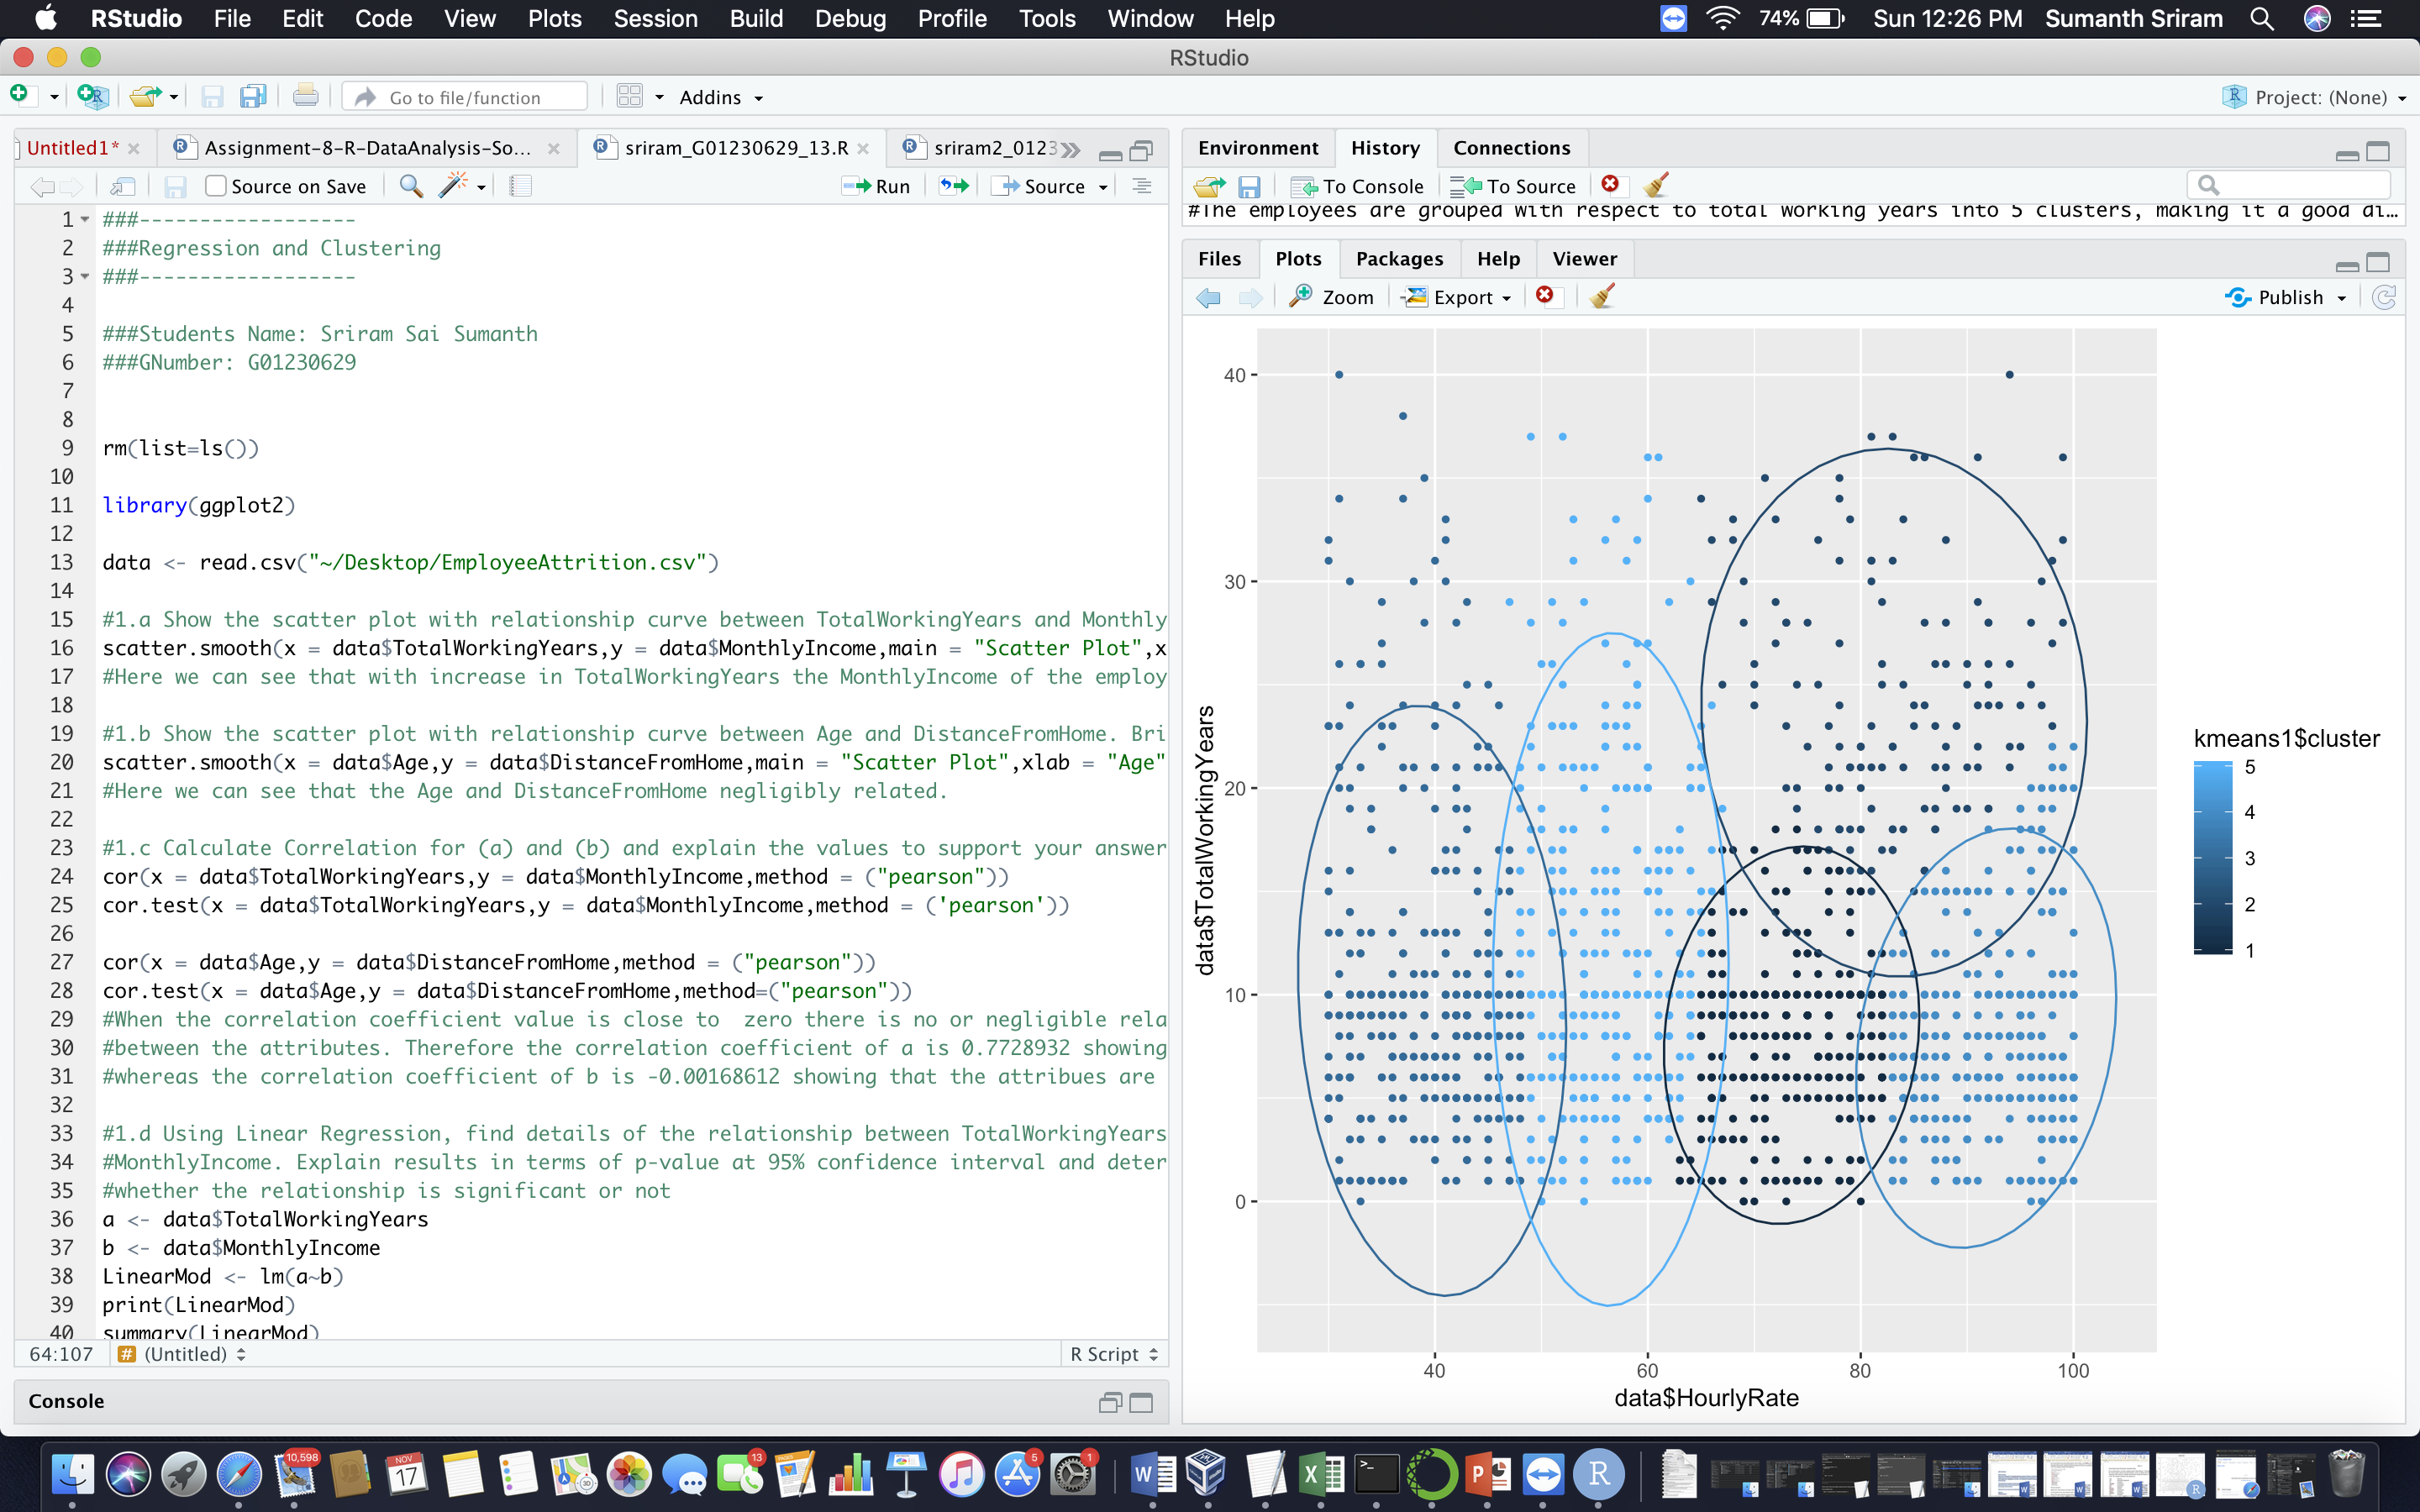 RStudio File Edit Code View Plots Session Build Debug Profile Tools Window Help 74% Sun 12:26 PM Sumanth Sriram
RStudio
Go to file/function Addins Project: (None)
Untitled1* Assignment-8-R-DataAnalysis-So... sriram_G01230629_13.R sriram2_0123
Source on Save Run Source
1 ###------------------
2 ###Regression and Clustering
3 ###------------------
4
5 ###Students Name: Sriram Sai Sumanth
6 ###GNumber: G01230629
7
8
9 rm(list=ls())
10
11 library(ggplot2)
12
13 data <- read.csv("~/Desktop/EmployeeAttrition.csv")
14
15 #1.a Show the scatter plot with relationship curve between TotalWorkingYears and Monthly
16 scatter.smooth(x = data$TotalWorkingYears,y = data$MonthlyIncome,main = "Scatter Plot",x
17 #Here we can see that with increase in TotalWorkingYears the MonthlyIncome of the employ
18
19 #1.b Show the scatter plot with relationship curve between Age and DistanceFromHome. Bri
20 scatter.smooth(x = data$Age,y = data$DistanceFromHome,main = "Scatter Plot",xlab = "Age"
21 #Here we can see that the Age and DistanceFromHome negligibly related.
22
23 #1.c Calculate Correlation for (a) and (b) and explain the values to support your answer
24 cor(x = data$TotalWorkingYears,y = data$MonthlyIncome,method = ("pearson"))
25 cor.test(x = data$TotalWorkingYears,y = data$MonthlyIncome,method = ('pearson'))
26
27 cor(x = data$Age,y = data$DistanceFromHome,method = ("pearson"))
28 cor.test(x = data$Age,y = data$DistanceFromHome,method=("pearson"))
29 #When the correlation coefficient value is close to  zero there is no or negligible rela
30 #between the attributes. Therefore the correlation coefficient of a is 0.7728932 showing
31 #whereas the correlation coefficient of b is -0.00168612 showing that the attribues are
32
33 #1.d Using Linear Regression, find details of the relationship between TotalWorkingYears
34 #MonthlyIncome. Explain results in terms of p-value at 95% confidence interval and deter
35 #whether the relationship is significant or not
36 a <- data$TotalWorkingYears
37 b <- data$MonthlyIncome
38 LinearMod <- lm(a~b)
39 print(LinearMod)
40 summary(LinearMod)
64:107 # (Untitled) R Script
Console
Environment History Connections
To Console To Source
#The employees are grouped with respect to total working years into 5 clusters, making it a good di...
Files Plots Packages Help Viewer
Zoom Export Publish
40
30
20
10
0
data$TotalWorkingYears
40 60 80 100
data$HourlyRate
kmeans1$cluster
5
4
3
2
1
10,598 NOV 17 13 5 1